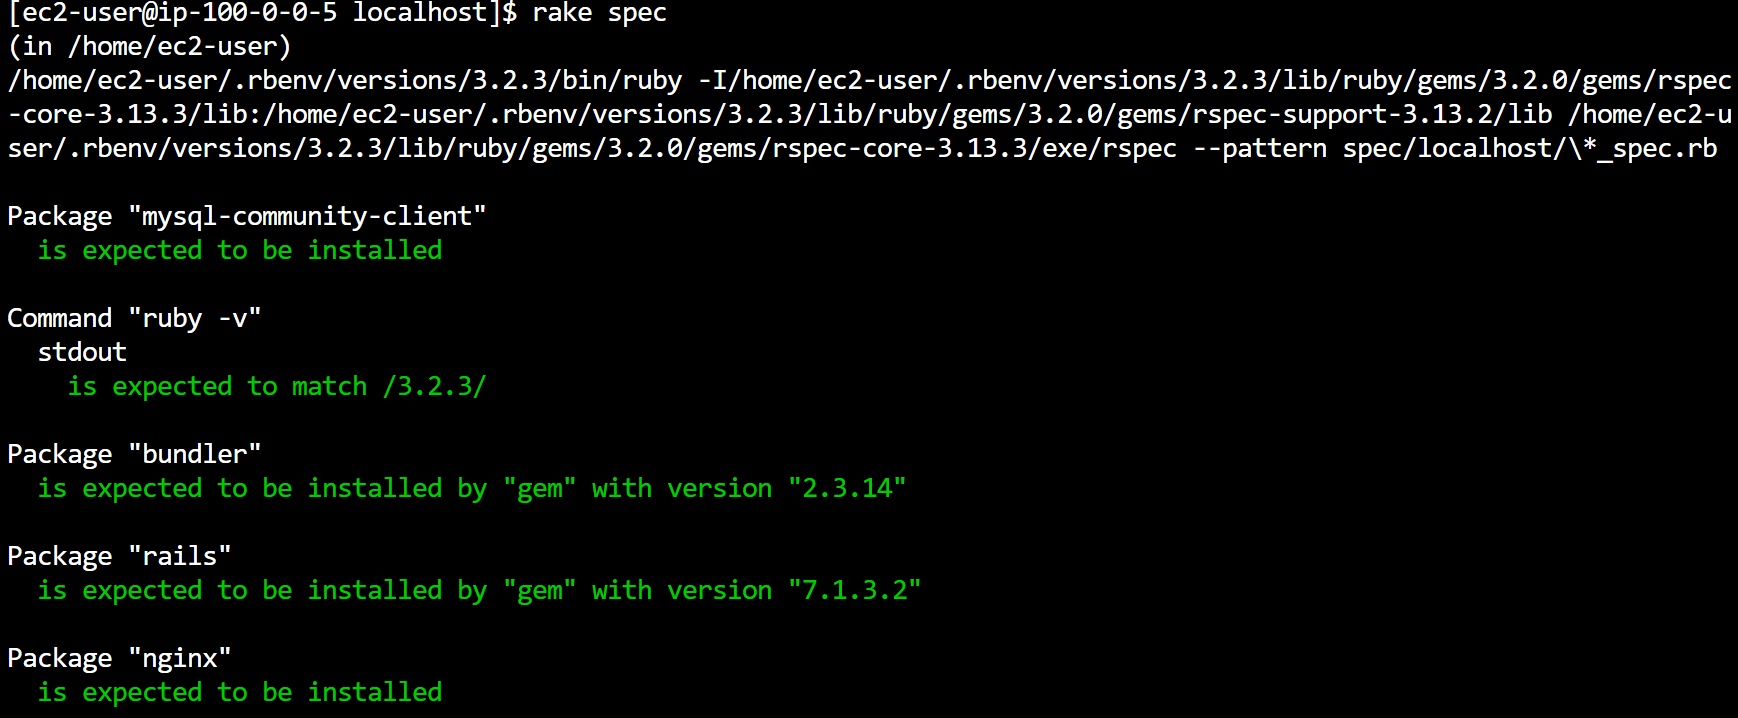 [ec2-user@ip-100-0-0-5 localhost]$ rake spec
(in /home/ec2-user)
/home/ec2-user/.rbenv/versions/3.2.3/bin/ruby -I/home/ec2-user/.rbenv/versions/3.2.3/lib/ruby/gems/3.2.0/gems/rspec
-core-3.13.3/lib:/home/ec2-user/.rbenv/versions/3.2.3/lib/ruby/gems/3.2.0/gems/rspec-support-3.13.2/lib /home/ec2-u
ser/.rbenv/versions/3.2.3/lib/ruby/gems/3.2.0/gems/rspec-core-3.13.3/exe/rspec --pattern spec/localhost/\*_spec.rb
Package "mysql-community-client"
is expected to be installed
Command "ruby -v"
stdout
is expected to match /3.2.3/
Package "bundler"
is expected to be installed by "gem" with version "2.3.14"
Package "rails"
is expected to be installed by "gem" with version "7.1.3.2"
Package "nginx"
is expected to be installed